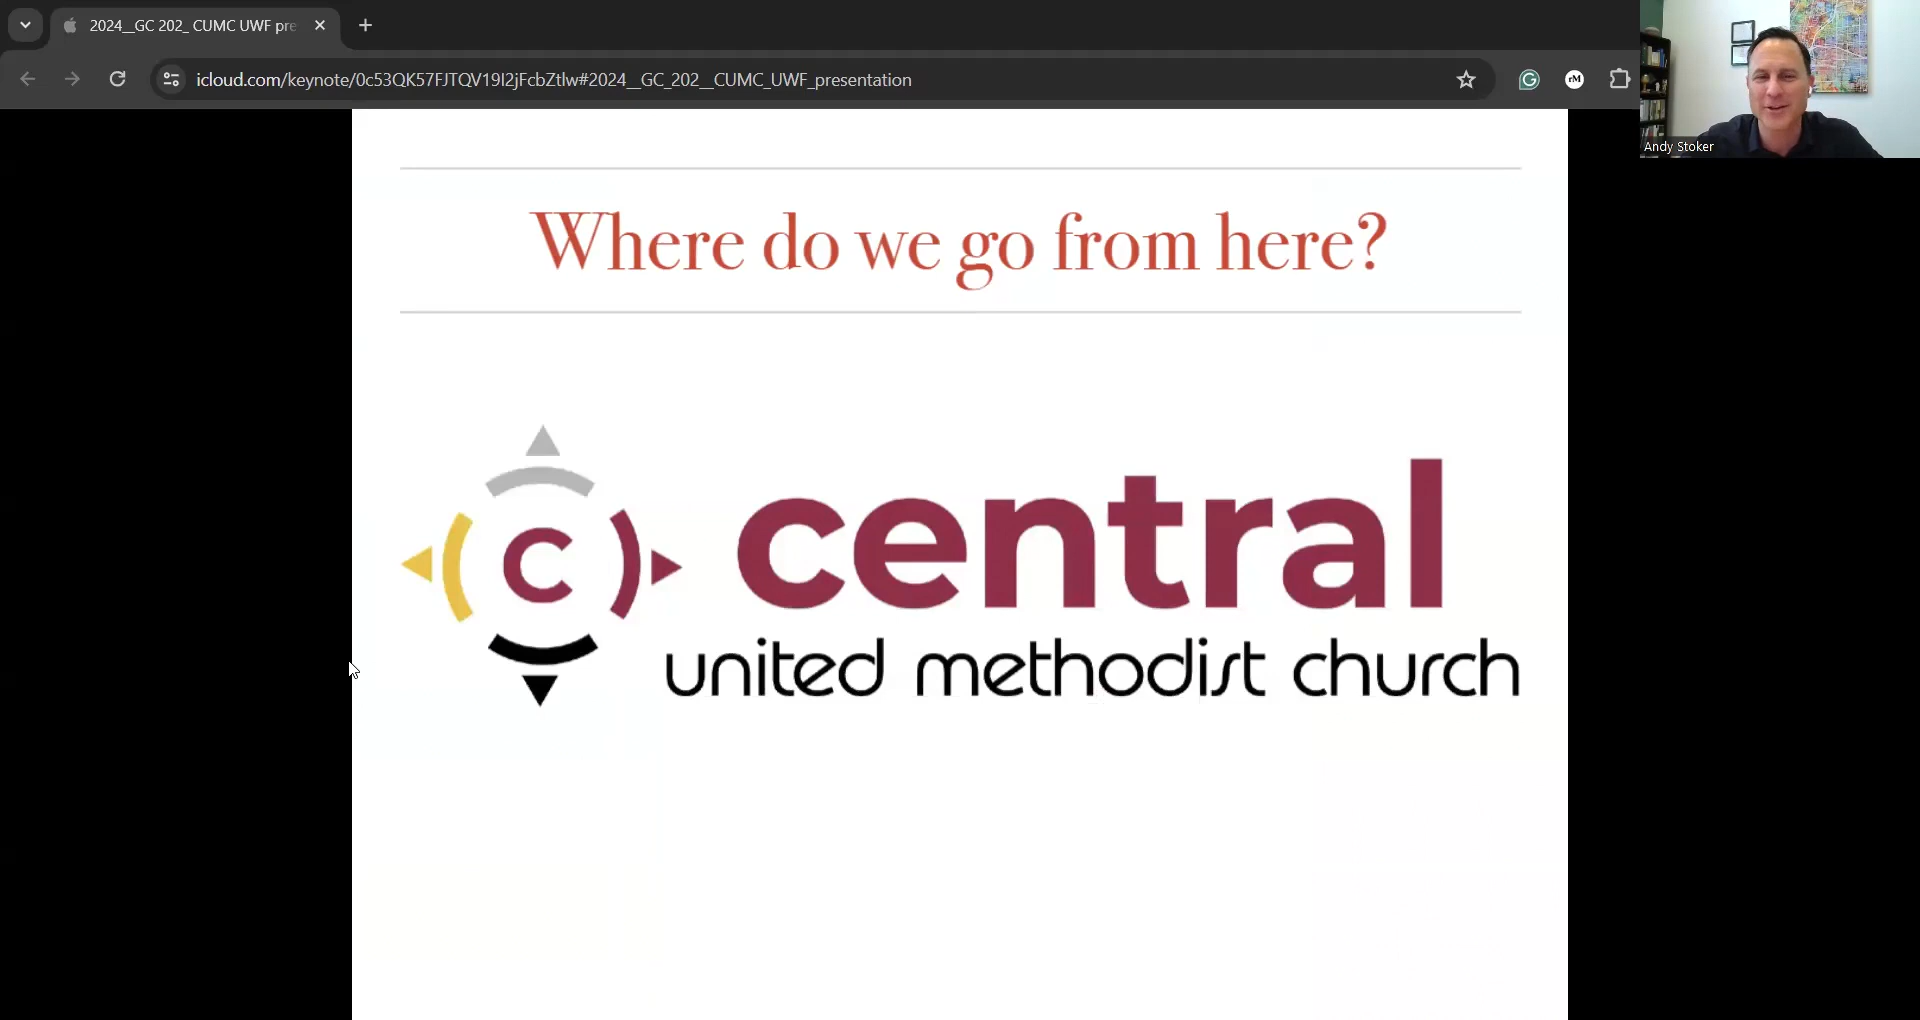 2024__GC 202_ CUMC UWF pre
icloud.com/keynote/0c53QK57FJTQV19I2jFcbZtlw#2024__GC_202__CUMC_UWF_presentation
rM
Andy Stoker
Where do we go from here?
c
central
united methodist church